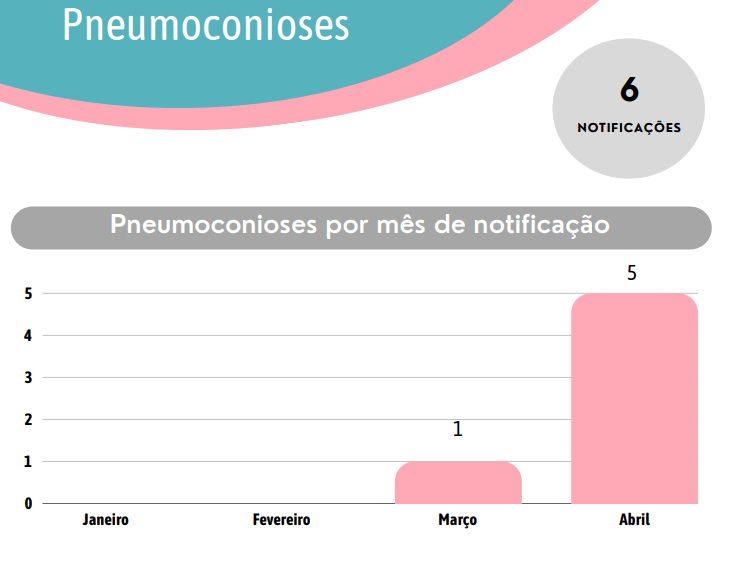 Pneumoconioses
6
NOTIFICAÇÕES
Pneumoconioses por mês de notificação
5
5
4
3
2
1
1
0
Janeiro Fevereiro Março Abril